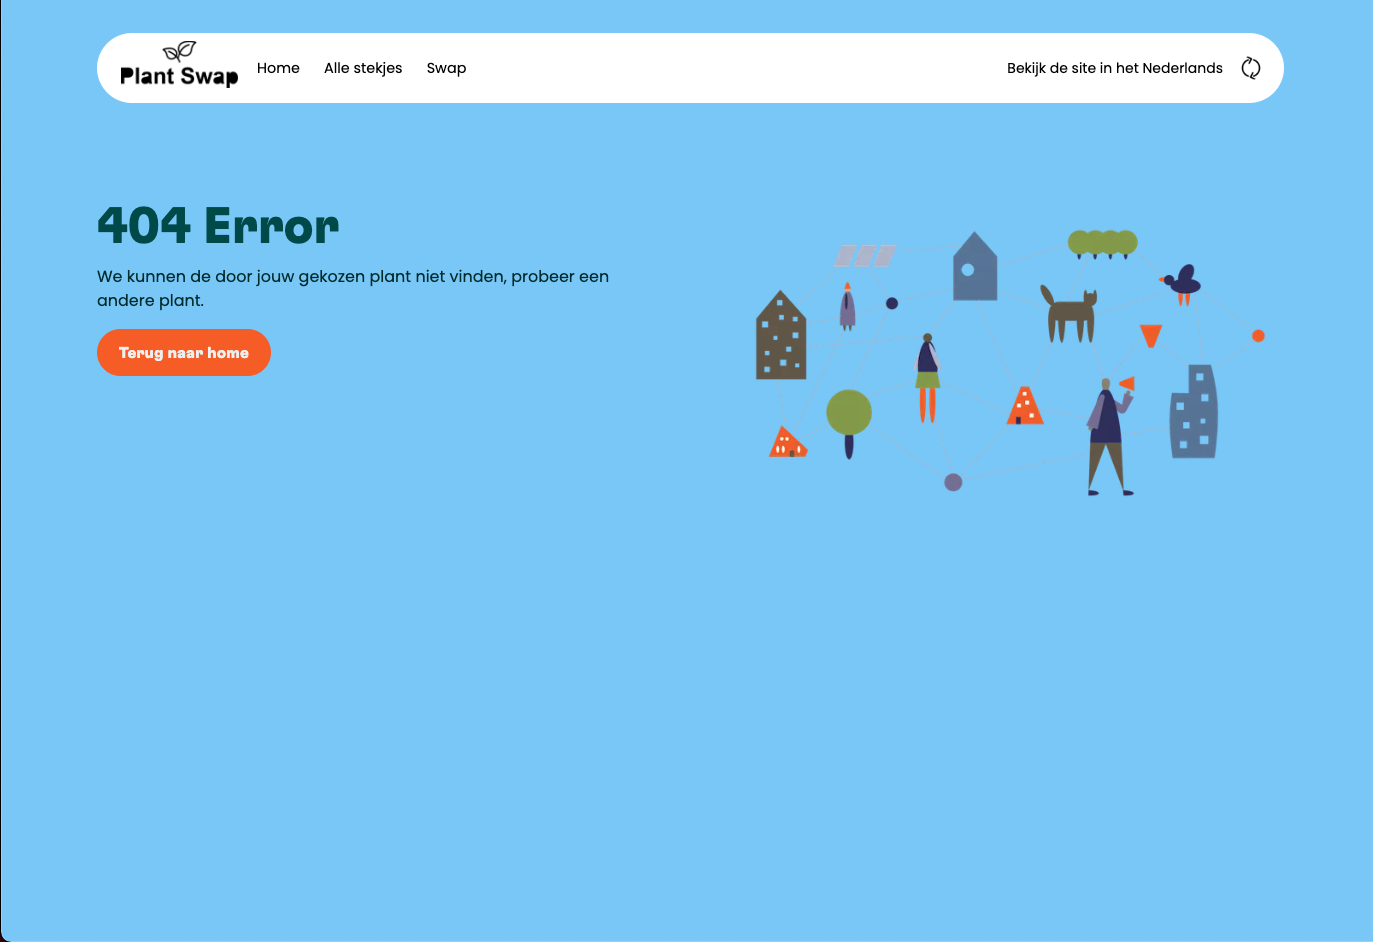 Plant Swap
Home
Alle stekjes
Swap
Bekijk de site in het Nederlands
404 Error
We kunnen de door jouw gekozen plant niet vinden, probeer een
andere plant.
Terug naar home